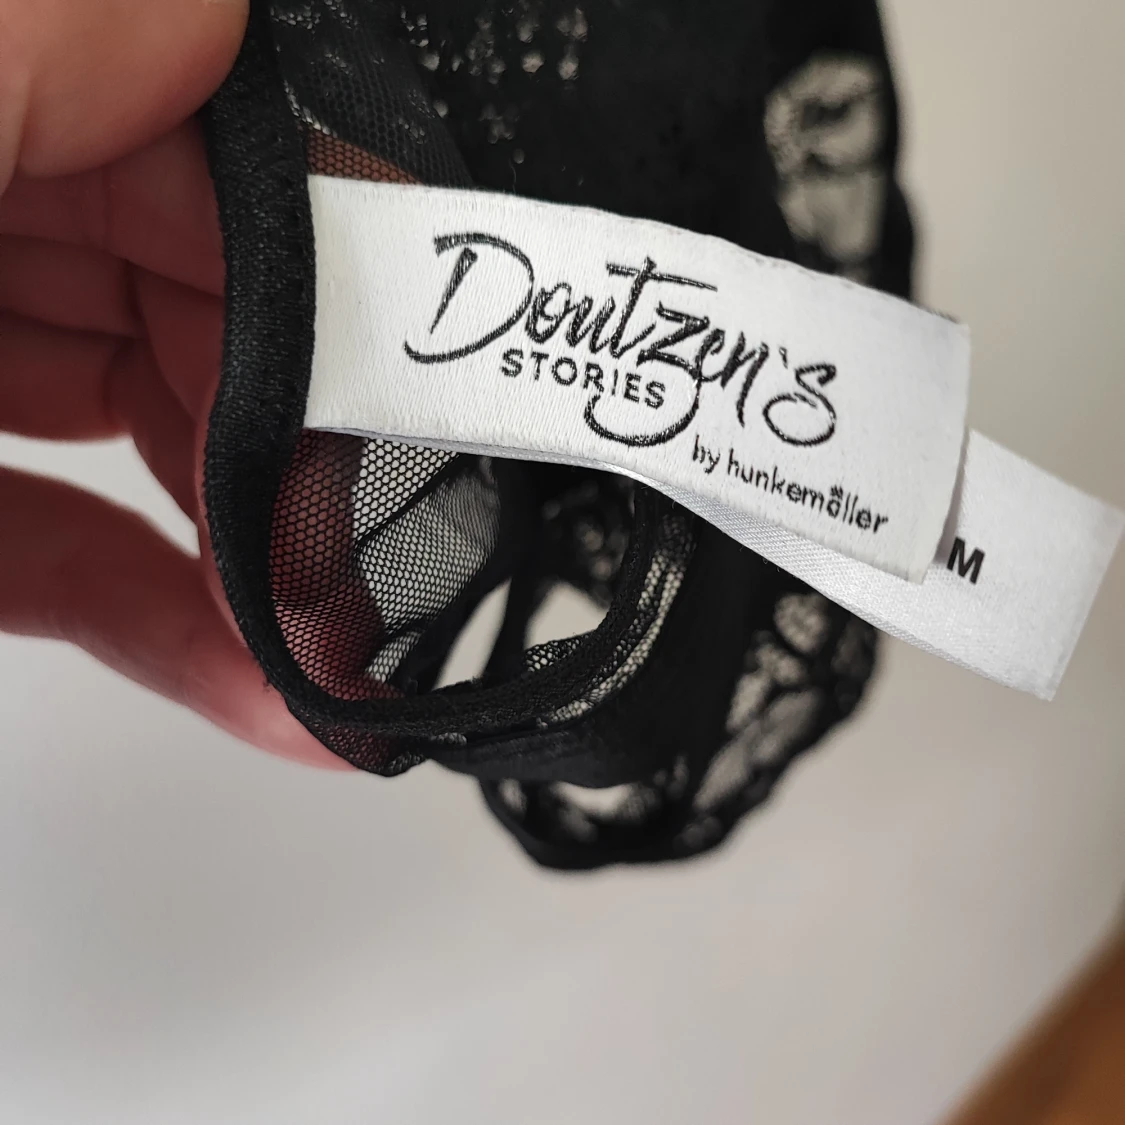 Doutzen's
STORIES
by hunkemöller
M